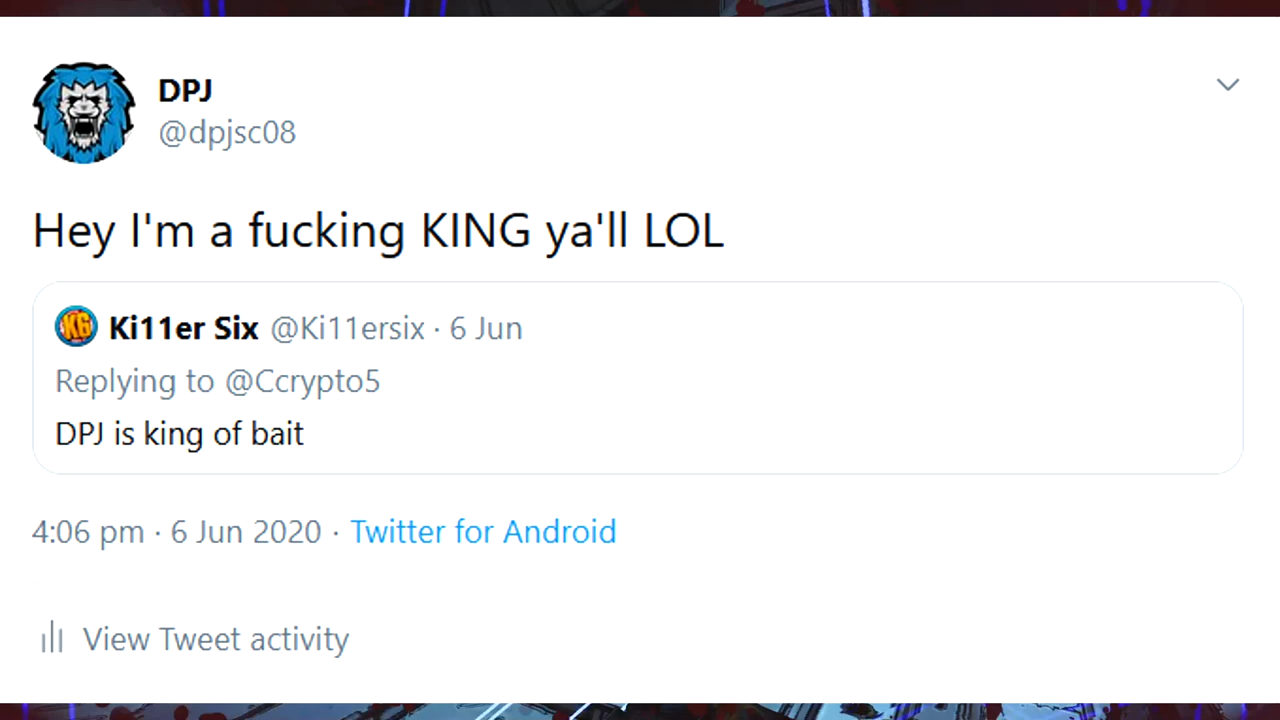 DPJ
@dpjsc08
Hey I'm a fucking KING ya'll LOL
K6 Ki11er Six @Ki11ersix · 6 Jun
Replying to @Ccrypto5
DPJ is king of bait
4:06 pm · 6 Jun 2020 · Twitter for Android
View Tweet activity